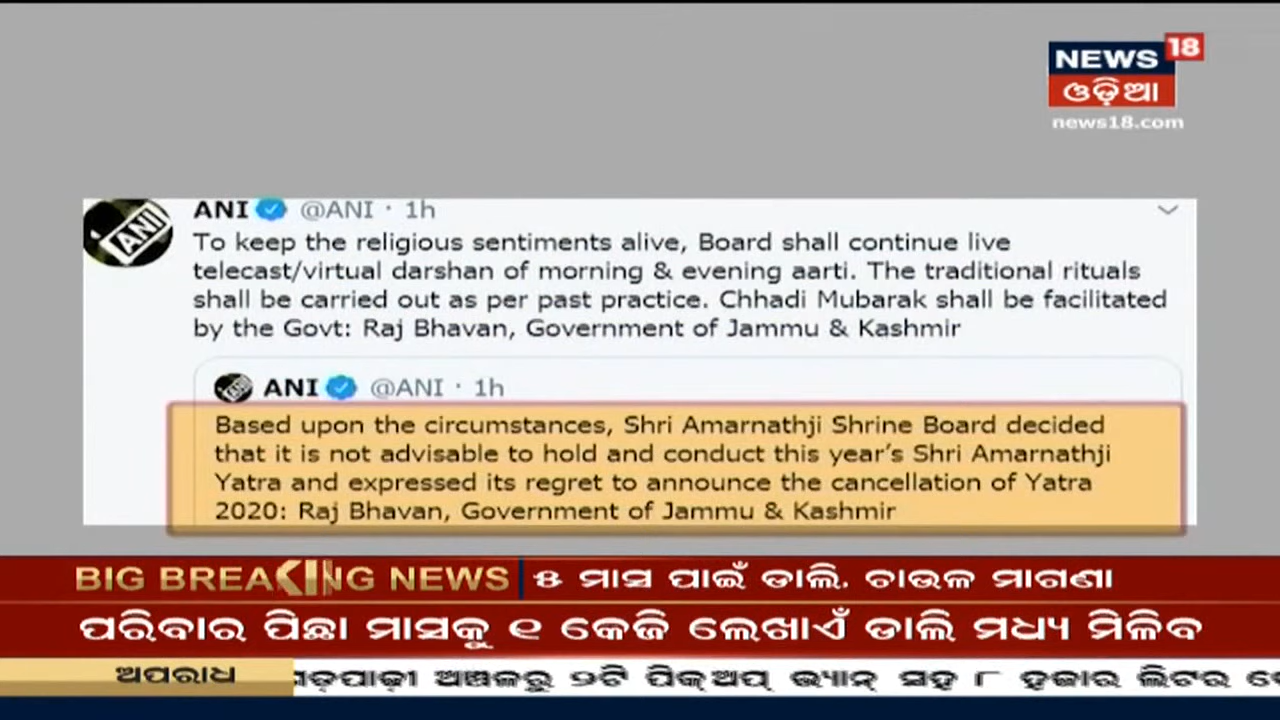 NEWS 18
ଓଡ଼ିଆ
news18.com
ANI @ANI · 1h
To keep the religious sentiments alive, Board shall continue live
telecast/virtual darshan of morning & evening aarti. The traditional rituals
shall be carried out as per past practice. Chhadi Mubarak shall be facilitated
by the Govt: Raj Bhavan, Government of Jammu & Kashmir
ANI @ANI · 1h
Based upon the circumstances, Shri Amarnathji Shrine Board decided
that it is not advisable to hold and conduct this year's Shri Amarnathji
Yatra and expressed its regret to announce the cancellation of Yatra
2020: Raj Bhavan, Government of Jammu & Kashmir
BIG BREAKING NEWS ୫ ମାସ ପାଇଁ ଡାଲି, ଚାଉଳ ମାଗଣା
ପରିବାର ପିଛା ମାସକୁ ୧ କେଜି ଲେଖାଏଁ ଡାଲି ମଧ୍ୟ ମିଳିବ
ଅପରାଧ ଅଞ୍ଚଳରୁ ୨ଟି ପିକ୍ଅପ୍ ଭ୍ୟାନ୍ ସହ ୮ ହଜାର ଲିଟର